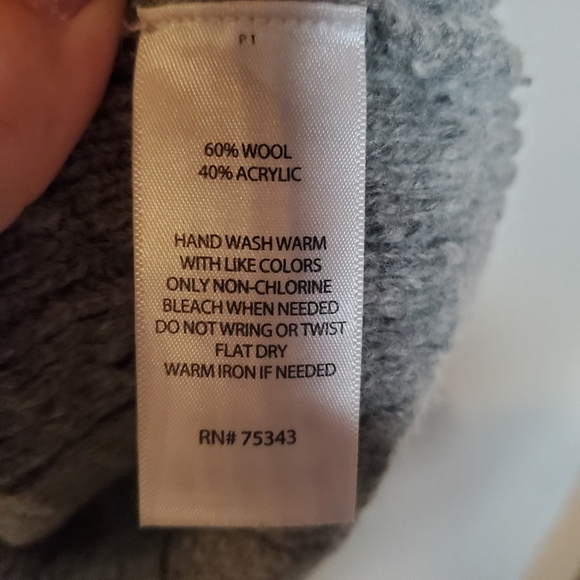 P1
60% WOOL
40% ACRYLIC
HAND WASH WARM
WITH LIKE COLORS
ONLY NON-CHLORINE
BLEACH WHEN NEEDED
DO NOT WRING OR TWIST
FLAT DRY
WARM IRON IF NEEDED
RN# 75343